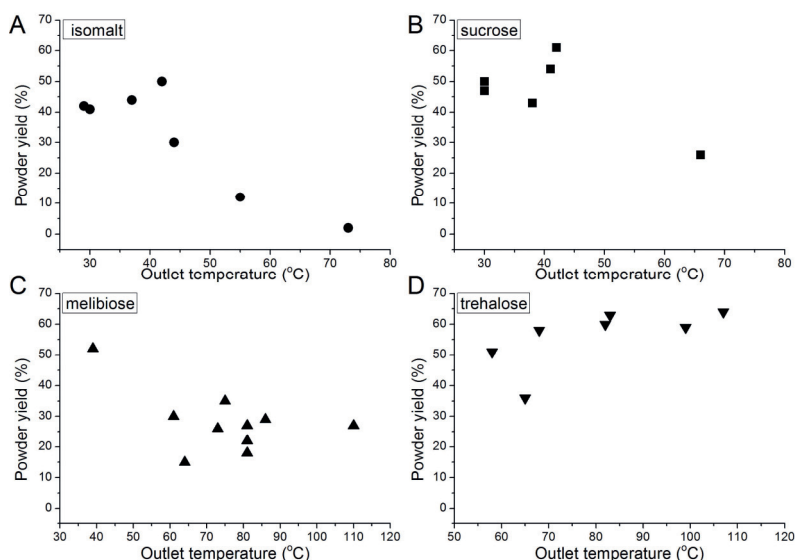 A
isomalt
70
60
50
40
30
20
10
0
Powder yield (%)
30 40 50 60 70 80
Outlet temperature (°C)
B
sucrose
70
60
50
40
30
20
10
0
Powder yield (%)
30 40 50 60 70 80
Outlet temperature (°C)
C
melibiose
70
60
50
40
30
20
10
0
Powder yield (%)
30 40 50 60 70 80 90 100 110 120
Outlet temperature (°C)
D
trehalose
70
60
50
40
30
20
10
0
Powder yield (%)
50 60 70 80 90 100 110 120
Outlet temperature (°C)